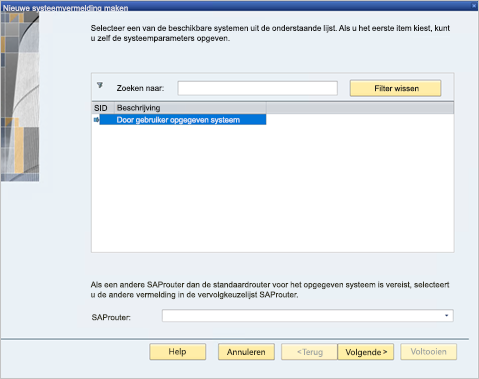 Nieuwe systeemvermelding maken
Selecteer een van de beschikbare systemen uit de onderstaande lijst. Als u het eerste item kiest, kunt
u zelf de systeemparameters opgeven.
Zoeken naar:
Filter wissen
SID Beschrijving
Door gebruiker opgegeven systeem
Als een andere SAProuter dan de standaardrouter voor het opgegeven systeem is vereist, selecteert
u de andere vermelding in de vervolgkeuzelijst SAProuter.
SAProuter:
Help Annuleren <Terug Volgende > Voltooien